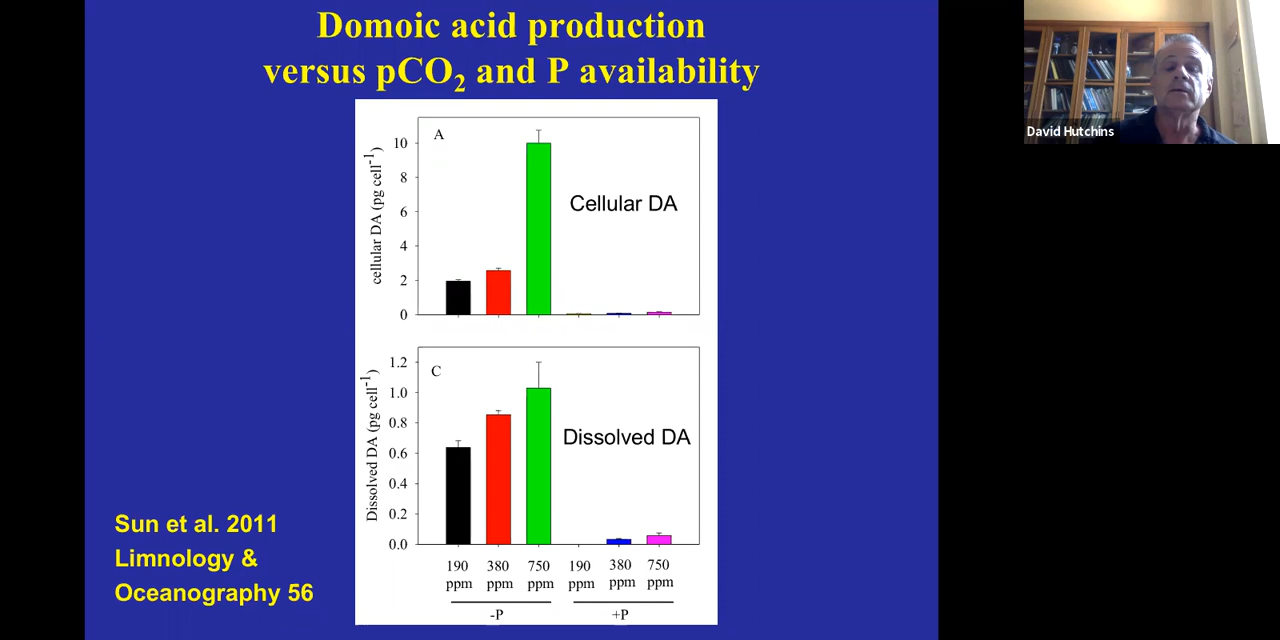 Domoic acid production
versus pCO₂ and P availability
David Hutchins
A
10
8
6
4
2
0
cellular DA (pg cell⁻¹)
Cellular DA
C
1.2
1.0
0.8
0.6
0.4
0.2
0.0
Dissolved DA (pg cell⁻¹)
Dissolved DA
190 380 750 190 380 750
ppm ppm ppm ppm ppm ppm
-P +P
Sun et al. 2011
Limnology &
Oceanography 56